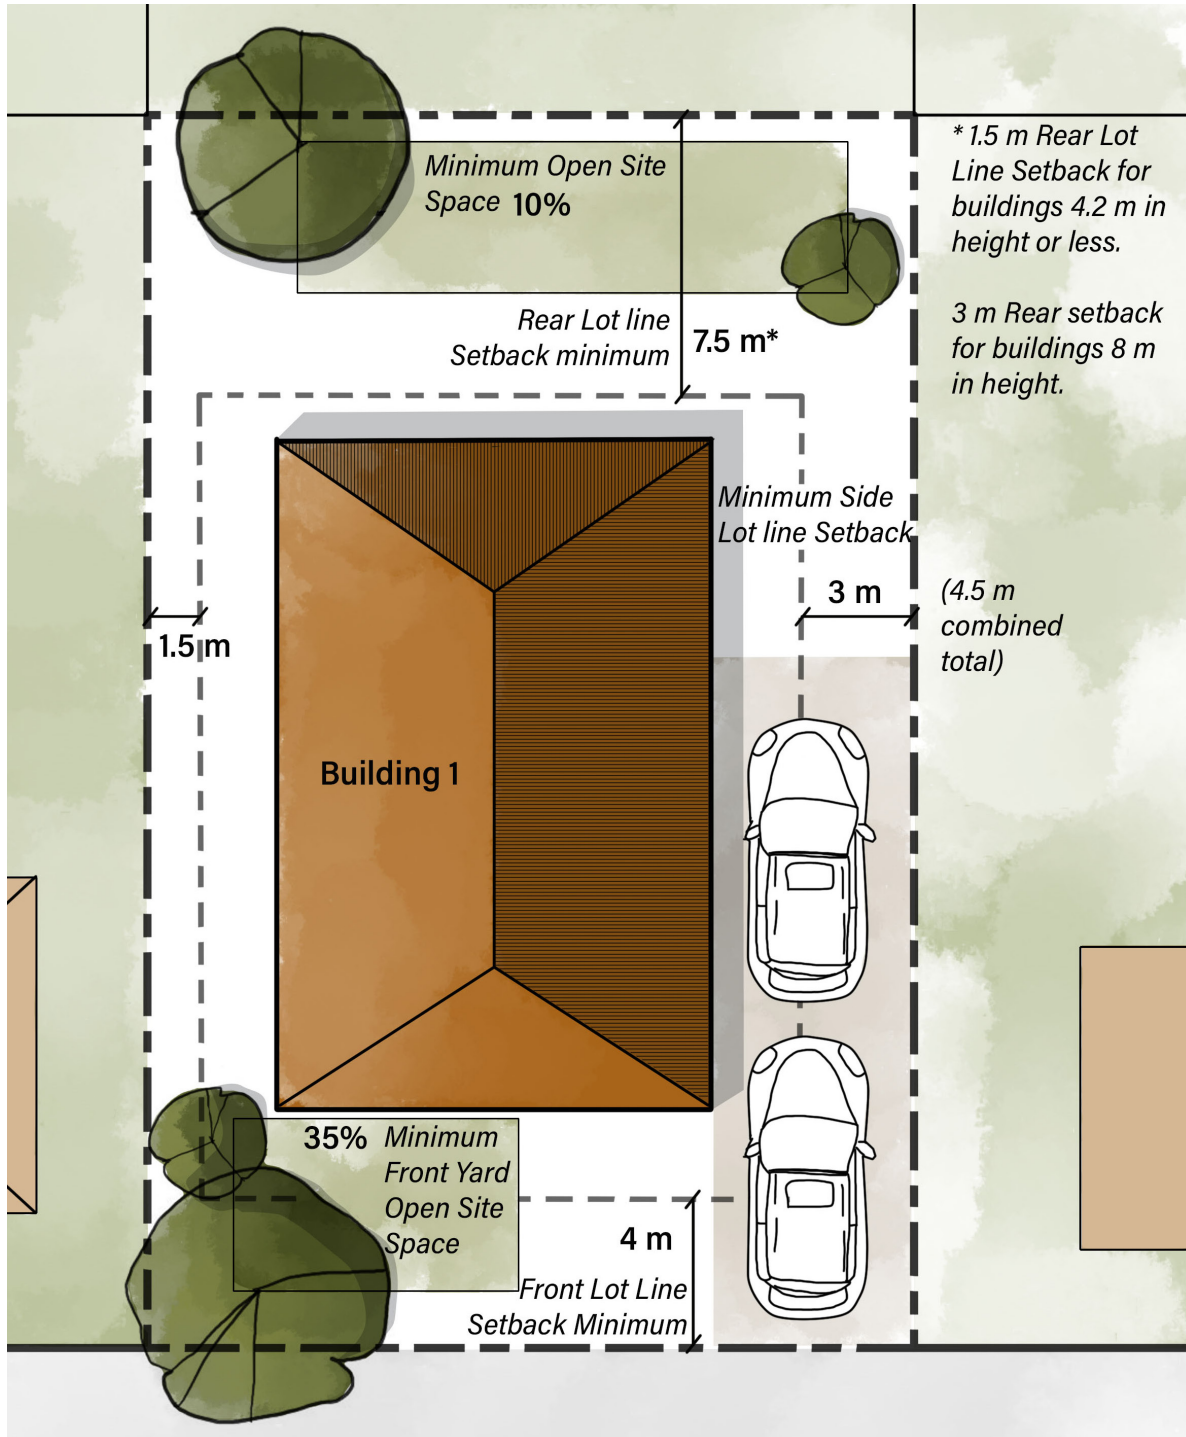 * 1.5 m Rear Lot
Line Setback for
buildings 4.2 m in
height or less.
3 m Rear setback
for buildings 8 m
in height.
Minimum Open Site
Space 10%
Rear Lot line
Setback minimum
7.5 m*
Minimum Side
Lot line Setback
3 m
(4.5 m
combined
total)
1.5 m
Building 1
35%
Minimum
Front Yard
Open Site
Space
4 m
Front Lot Line
Setback Minimum